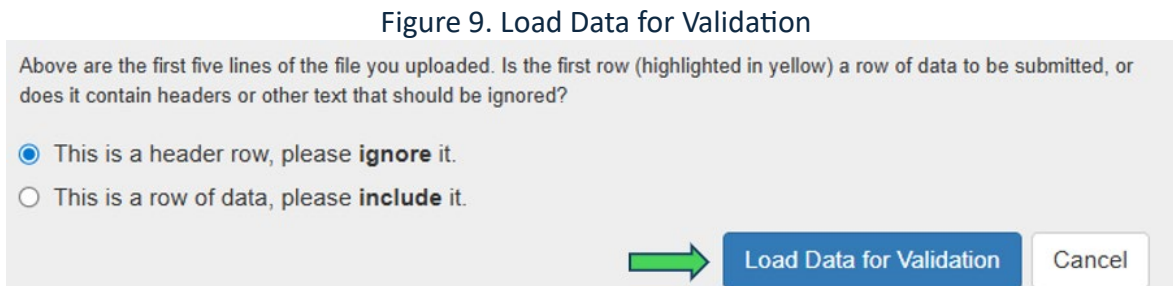 Figure 9. Load Data for Validation
Above are the first five lines of the file you uploaded. Is the first row (highlighted in yellow) a row of data to be submitted, or
does it contain headers or other text that should be ignored?
This is a header row, please ignore it.
This is a row of data, please include it.
Load Data for Validation Cancel